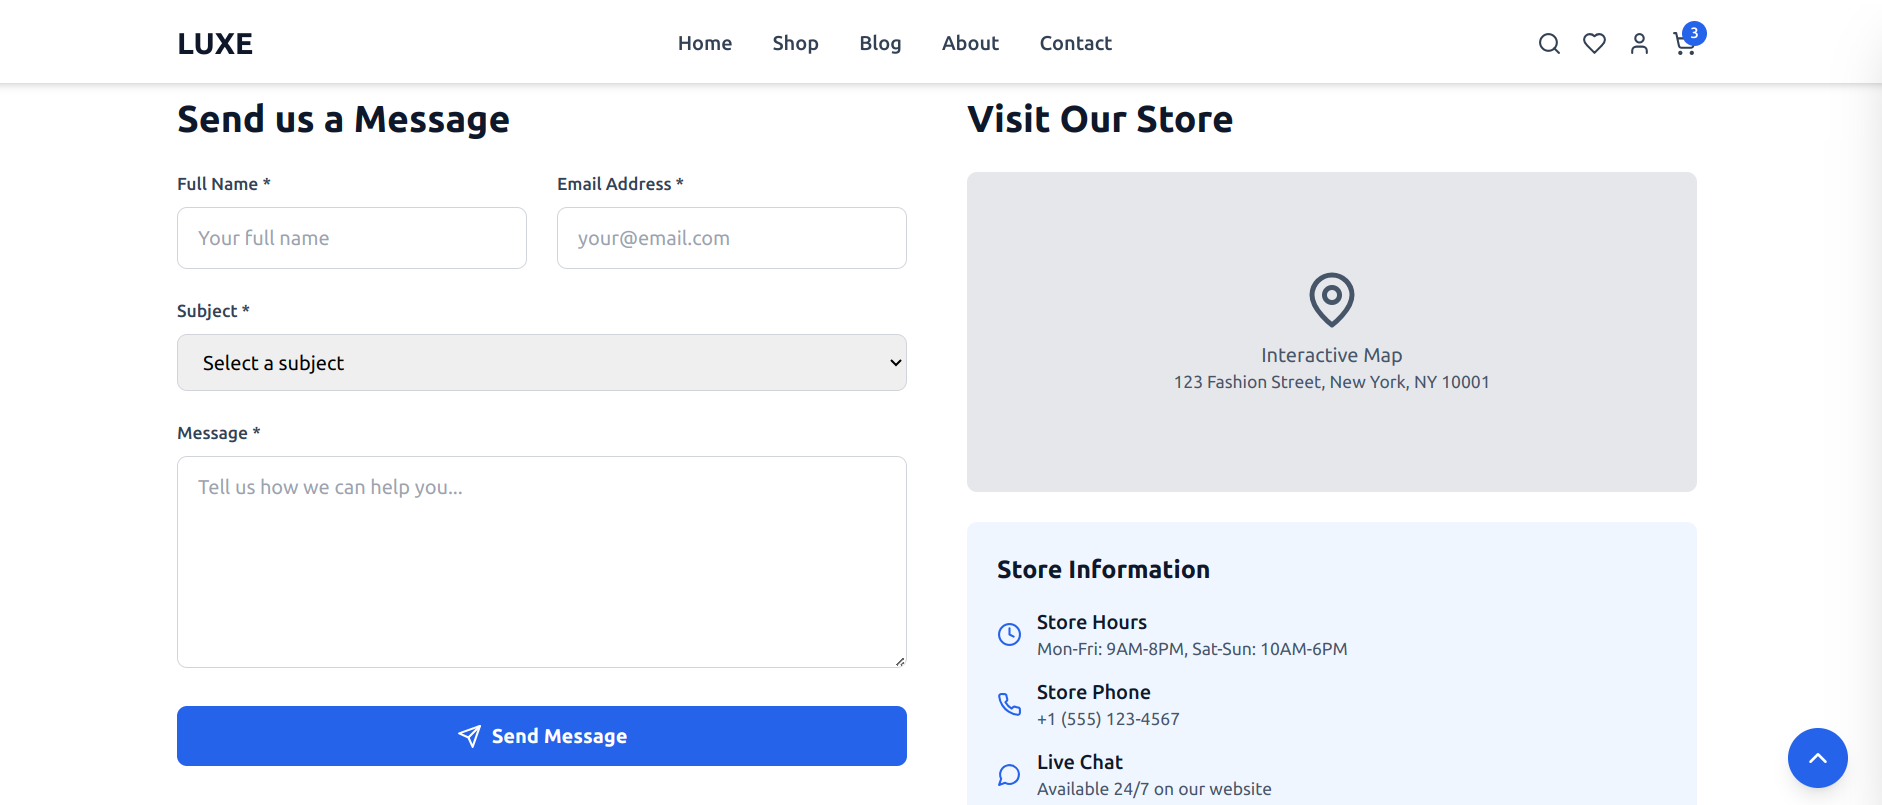 LUXE
Home
Shop
Blog
About
Contact
3
Send us a Message
Full Name *
Your full name
Email Address *
your@email.com
Subject *
Select a subject
Message *
Tell us how we can help you...
Send Message
Visit Our Store
Interactive Map
123 Fashion Street, New York, NY 10001
Store Information
Store Hours
Mon-Fri: 9AM-8PM, Sat-Sun: 10AM-6PM
Store Phone
+1 (555) 123-4567
Live Chat
Available 24/7 on our website